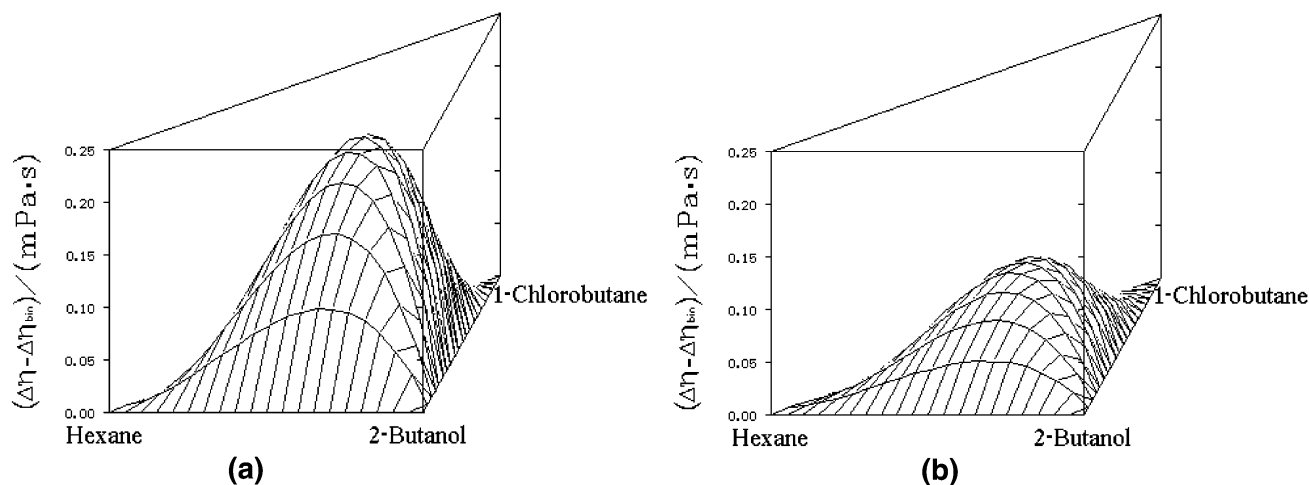 (Δη-Δηbin)/(mPa·s)
0.25
0.20
0.15
0.10
0.05
0.00
Hexane
2-Butanol
1-Chlorobutane
(a)
(Δη-Δηbin)/(mPa·s)
0.25
0.20
0.15
0.10
0.05
0.00
Hexane
2-Butanol
1-Chlorobutane
(b)